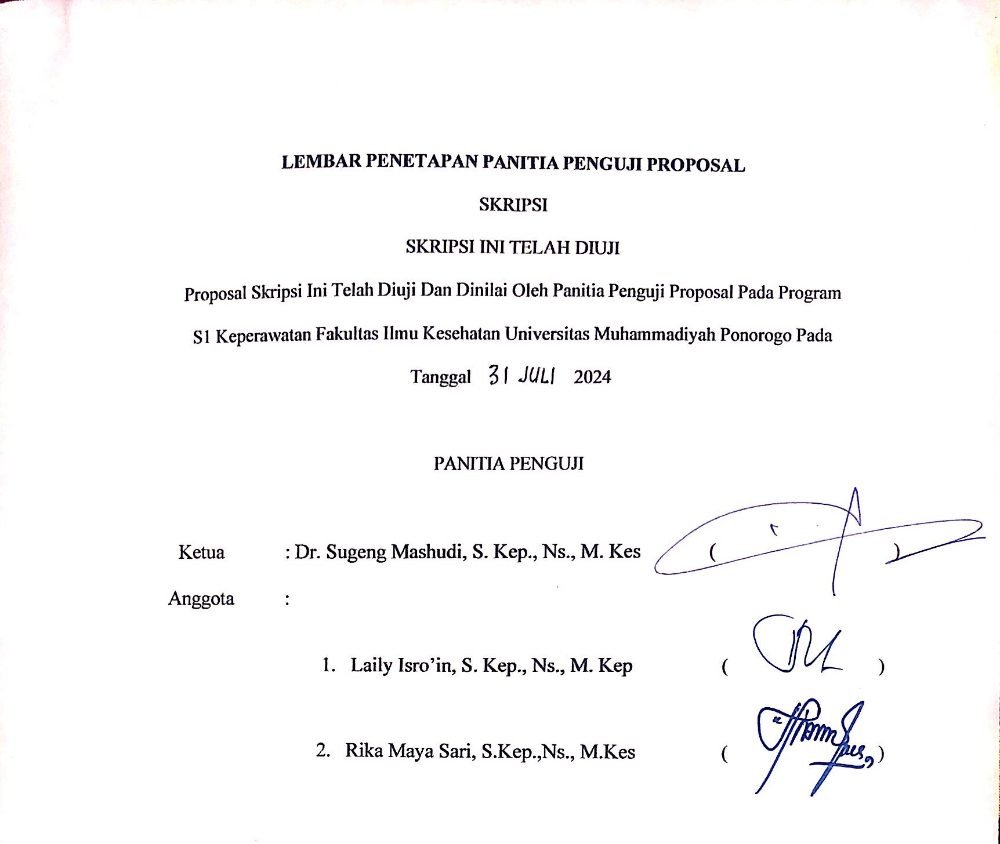 LEMBAR PENETAPAN PANITIA PENGUJI PROPOSAL
SKRIPSI
SKRIPSI INI TELAH DIUJI
Proposal Skripsi Ini Telah Diuji Dan Dinilai Oleh Panitia Penguji Proposal Pada Program
S1 Keperawatan Fakultas Ilmu Kesehatan Universitas Muhammadiyah Ponorogo Pada
Tanggal 31 JULI 2024
PANITIA PENGUJI
Ketua : Dr. Sugeng Mashudi, S. Kep., Ns., M. Kes ( )
Anggota :
1. Laily Isro’in, S. Kep., Ns., M. Kep ( )
2. Rika Maya Sari, S.Kep.,Ns., M.Kes ( )